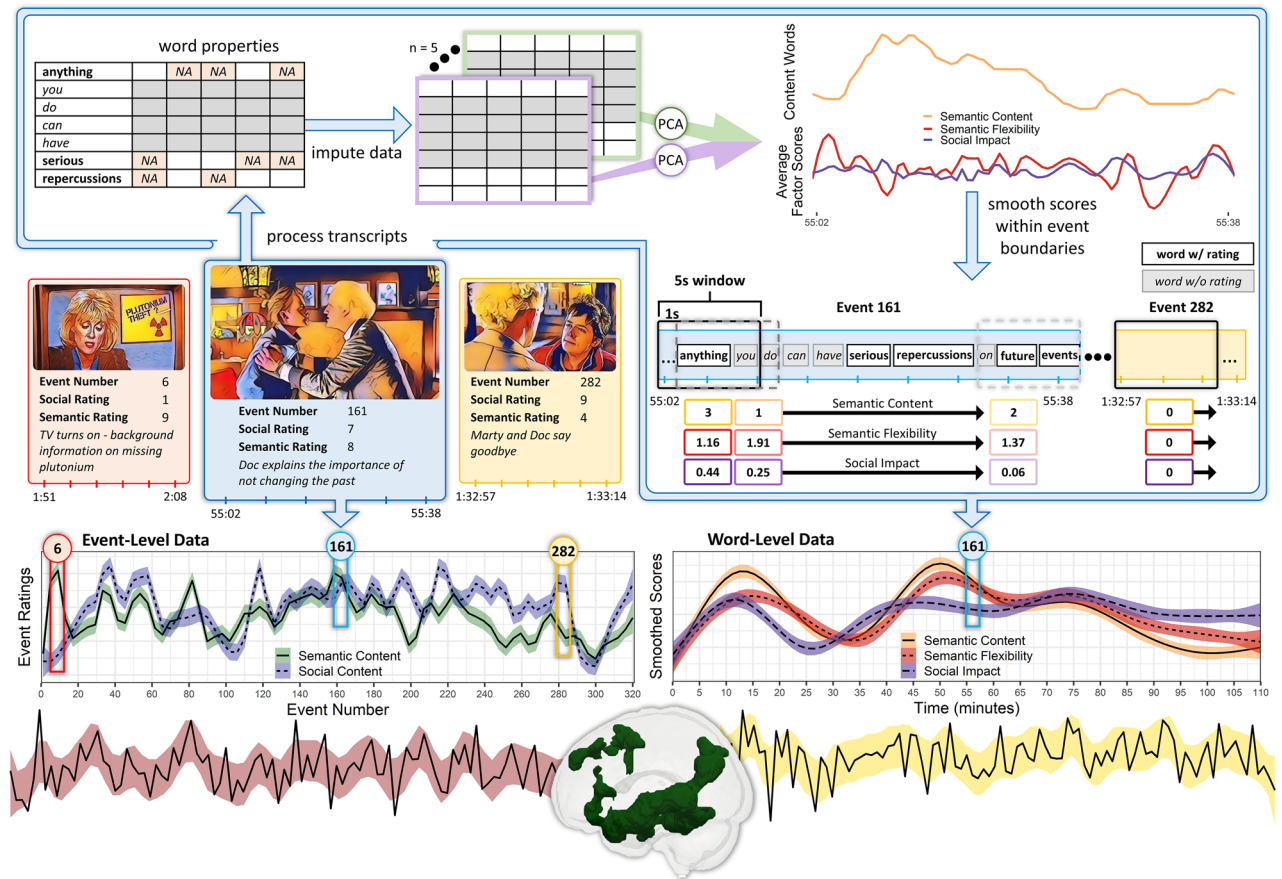 word properties
anything NA NA NA
you
do
can
have
serious NA NA NA
repercussions NA NA
impute data
n = 5
PCA
PCA
Content Words
Average
Factor Scores
Semantic Content
Semantic Flexibility
Social Impact
55:02 55:38
smooth scores
within event
boundaries
process transcripts
PLUTONIUM
THEFT?
Event Number 6
Social Rating 1
Semantic Rating 9
TV turns on - background
information on missing
plutonium
1:51 2:08
Event Number 161
Social Rating 7
Semantic Rating 8
Doc explains the importance of
not changing the past
55:02 55:38
Event Number 282
Social Rating 9
Semantic Rating 4
Marty and Doc say
goodbye
1:32:57 1:33:14
word w/ rating
word w/o rating
5s window
1s
Event 161
Event 282
... anything you do can have serious repercussions on future events ...
55:02 55:38 1:32:57 1:33:14
3 1 Semantic Content 2 0
1.16 1.91 Semantic Flexibility 1.37 0
0.44 0.25 Social Impact 0.06 0
Event-Level Data
6 161 282
Event Ratings
Semantic Content
Social Content
0 20 40 60 80 100 120 140 160 180 200 220 240 260 280 300 320
Event Number
Word-Level Data
161
Smoothed Scores
Semantic Content
Semantic Flexibility
Social Impact
0 5 10 15 20 25 30 35 40 45 50 55 60 65 70 75 80 85 90 95 100 105 110
Time (minutes)